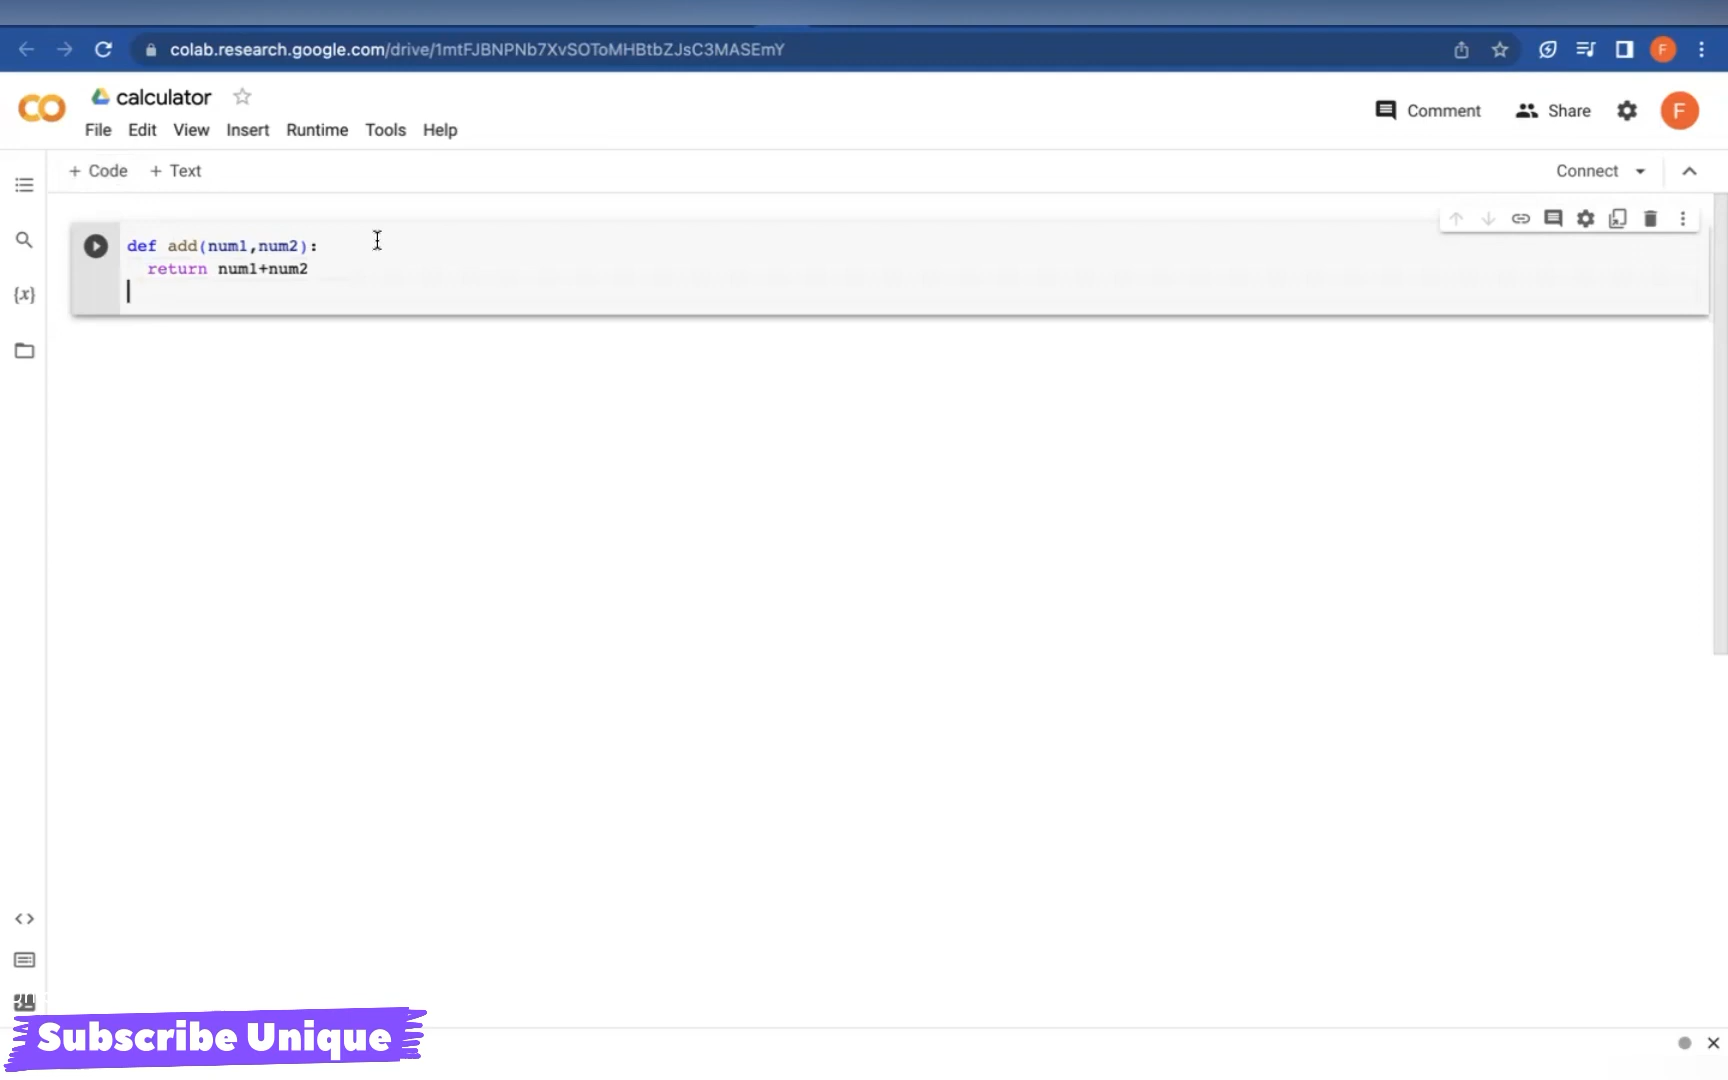 colab.research.google.com/drive/1mtFJBNPNb7XvSOToMHBtbZJsC3MASEmY
F
calculator
File Edit View Insert Runtime Tools Help
Comment Share F
+ Code + Text Connect
def add(num1,num2):
return num1+num2
{x}
Subscribe Unique